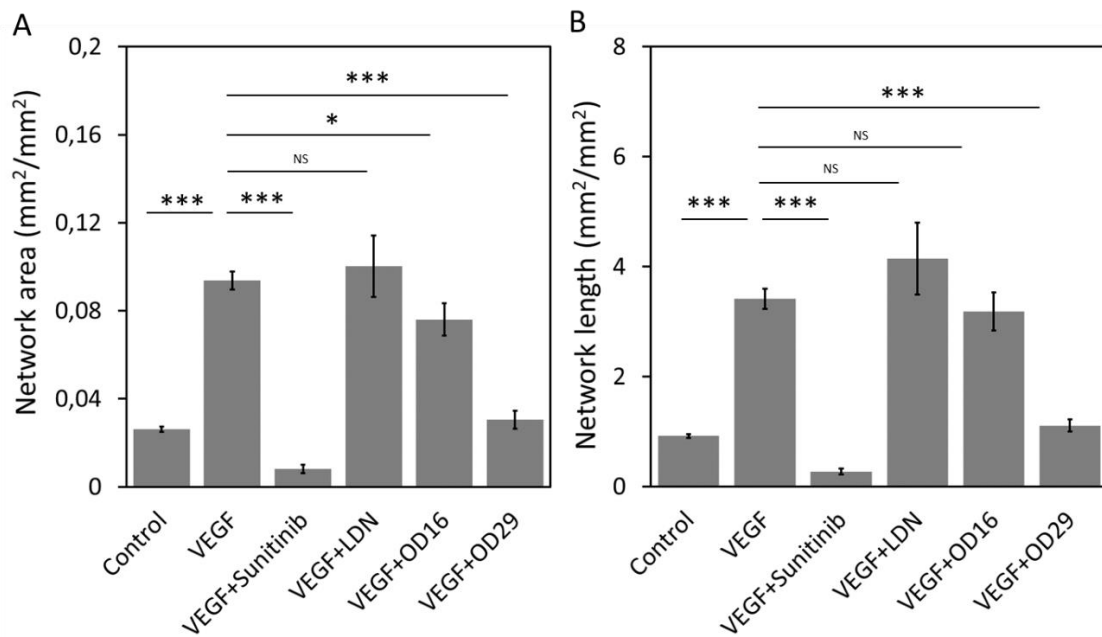 A
Network area (mm²/mm²)
0,2
0,16
0,12
0,08
0,04
0
***
*
NS
***
***
Control
VEGF
VEGF+Sunitinib
VEGF+LDN
VEGF+OD16
VEGF+OD29
B
Network length (mm²/mm²)
8
6
4
2
0
***
NS
NS
***
***
Control
VEGF
VEGF+Sunitinib
VEGF+LDN
VEGF+OD16
VEGF+OD29